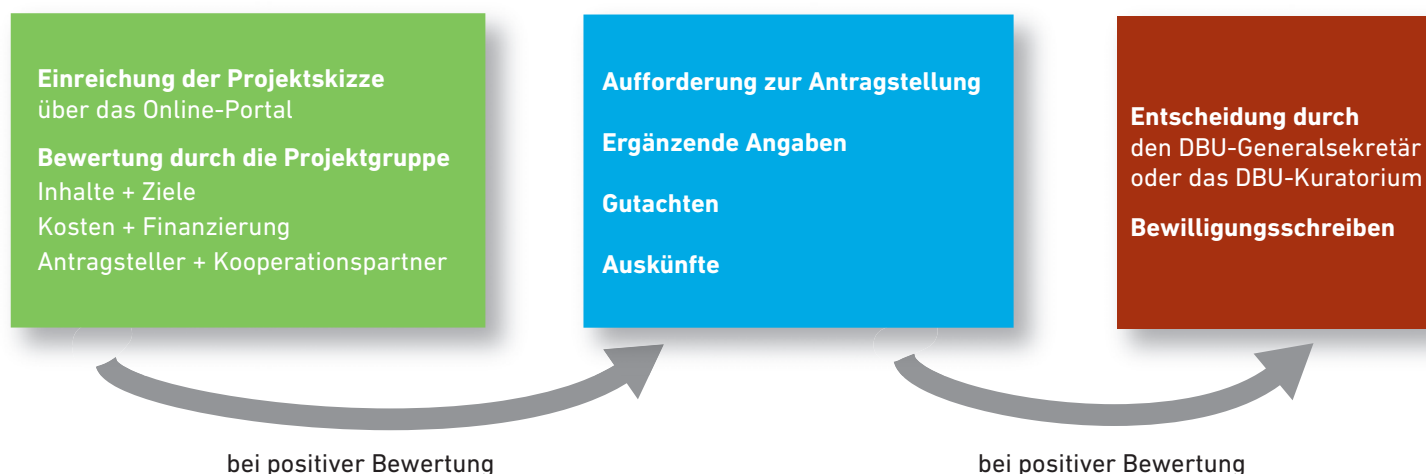 Einreichung der Projektskizze
über das Online-Portal
Bewertung durch die Projektgruppe
Inhalte + Ziele
Kosten + Finanzierung
Antragsteller + Kooperationspartner
Aufforderung zur Antragstellung
Ergänzende Angaben
Gutachten
Auskünfte
Entscheidung durch
den DBU-Generalsekretär
oder das DBU-Kuratorium
Bewilligungsschreiben
bei positiver Bewertung
bei positiver Bewertung